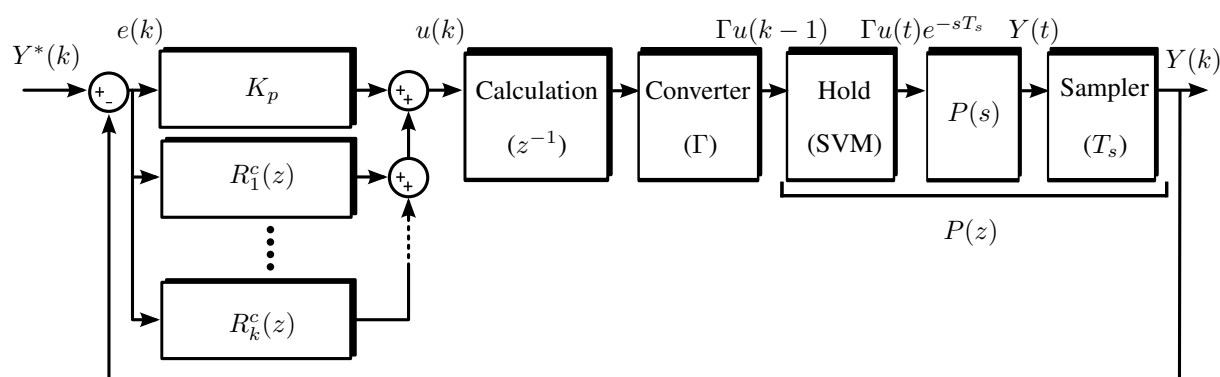 Y*(k)
e(k)
u(k)
Γu(k−1)
Γu(t)e^{-sT_s}
Y(t)
Y(k)
+
-
K_p
+
+
Calculation
(z^{-1})
Converter
(Γ)
Hold
(SVM)
P(s)
Sampler
(T_s)
R_1^c(z)
+
+
P(z)
R_k^c(z)